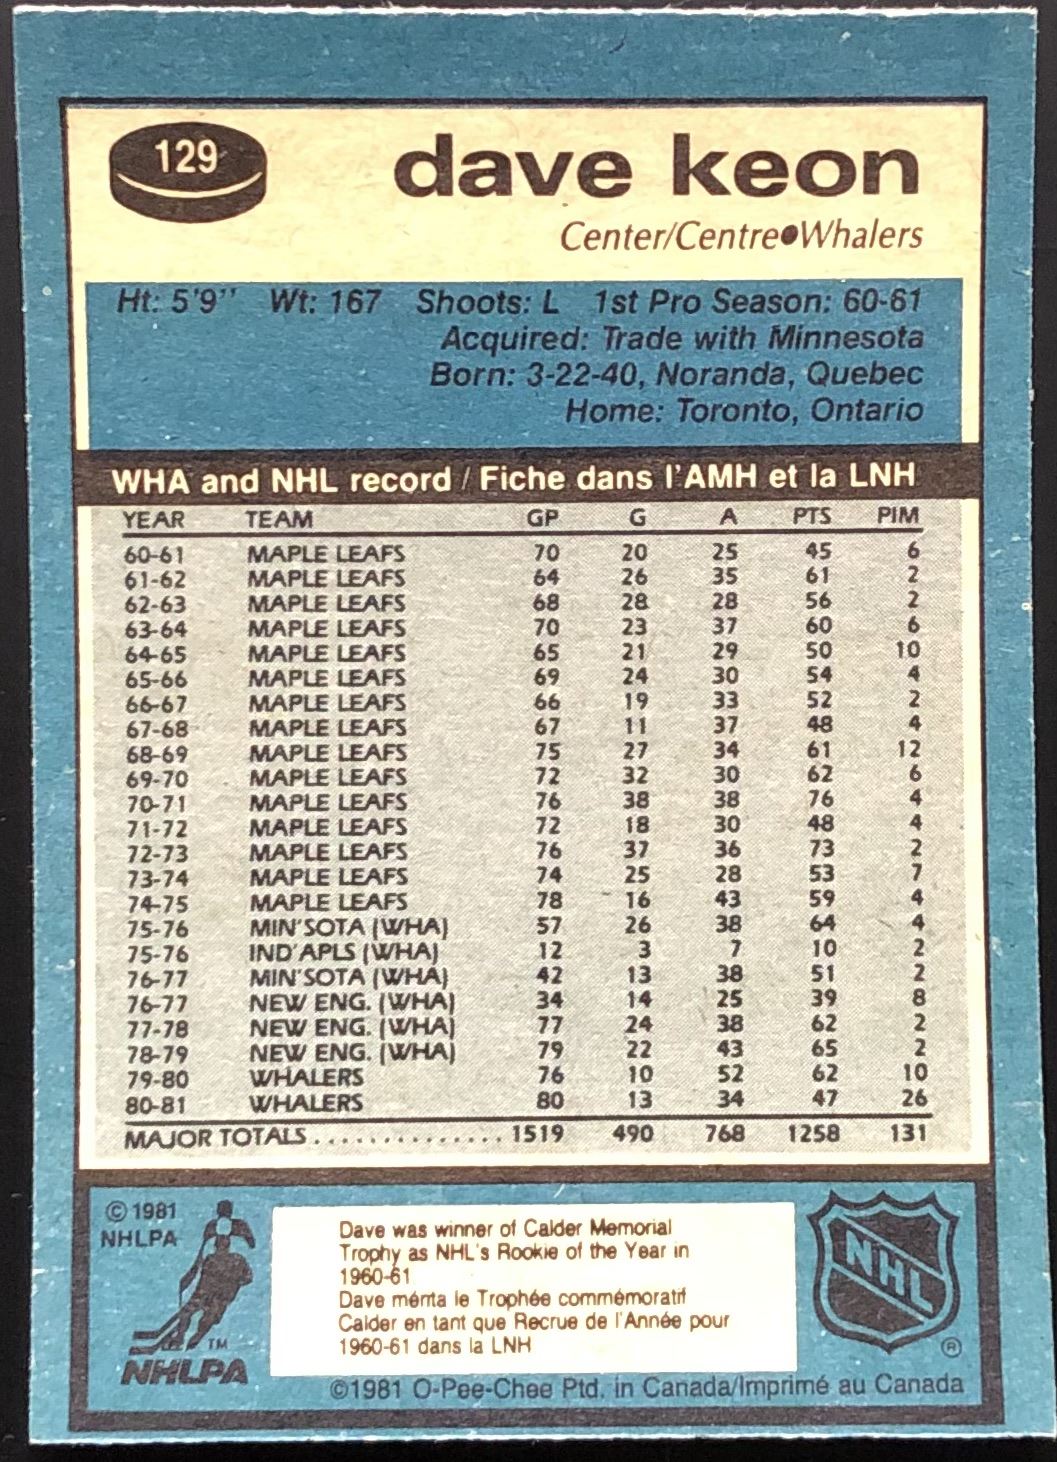 129
dave keon
Center/Centre●Whalers
Ht: 5'9" Wt: 167 Shoots: L 1st Pro Season: 60-61
Acquired: Trade with Minnesota
Born: 3-22-40, Noranda, Quebec
Home: Toronto, Ontario
WHA and NHL record / Fiche dans l'AMH et la LNH
YEAR TEAM GP G A PTS PIM
60-61 MAPLE LEAFS 70 20 25 45 6
61-62 MAPLE LEAFS 64 26 35 61 2
62-63 MAPLE LEAFS 68 28 28 56 2
63-64 MAPLE LEAFS 70 23 37 60 6
64-65 MAPLE LEAFS 65 21 29 50 10
65-66 MAPLE LEAFS 69 24 30 54 4
66-67 MAPLE LEAFS 66 19 33 52 2
67-68 MAPLE LEAFS 67 11 37 48 4
68-69 MAPLE LEAFS 75 27 34 61 12
69-70 MAPLE LEAFS 72 32 30 62 6
70-71 MAPLE LEAFS 76 38 38 76 4
71-72 MAPLE LEAFS 72 18 30 48 4
72-73 MAPLE LEAFS 76 37 36 73 2
73-74 MAPLE LEAFS 74 25 28 53 7
74-75 MAPLE LEAFS 78 16 43 59 4
75-76 MIN'SOTA (WHA) 57 26 38 64 4
75-76 IND'APLS (WHA) 12 3 7 10 2
76-77 MIN'SOTA (WHA) 42 13 38 51 2
76-77 NEW ENG. (WHA) 34 14 25 39 8
77-78 NEW ENG. (WHA) 77 24 38 62 2
78-79 NEW ENG. (WHA) 79 22 43 65 2
79-80 WHALERS 76 10 52 62 10
80-81 WHALERS 80 13 34 47 26
MAJOR TOTALS .............. 1519 490 768 1258 131
© 1981
NHLPA
TM
NHLPA
Dave was winner of Calder Memorial
Trophy as NHL's Rookie of the Year in
1960-61
Dave mérita le Trophée commémoratif
Calder en tant que Recrue de l'Année pour
1960-61 dans la LNH
NHL
®
©1981 O-Pee-Chee Ptd. in Canada/Imprimé au Canada